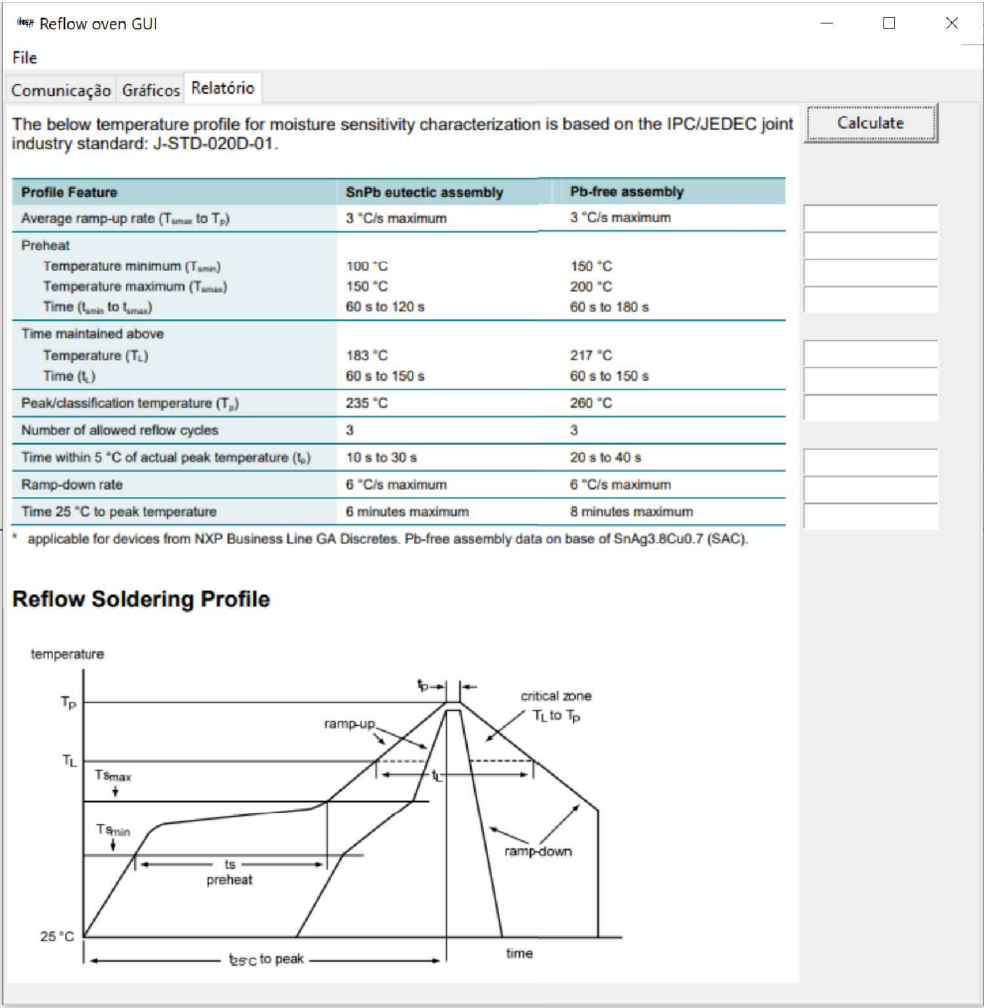 Reflow oven GUI
File
Comunicação Gráficos Relatório
The below temperature profile for moisture sensitivity characterization is based on the IPC/JEDEC joint
industry standard: J-STD-020D-01.
Calculate
Profile Feature SnPb eutectic assembly Pb-free assembly
Average ramp-up rate (Tsmax to Tp) 3 °C/s maximum 3 °C/s maximum
Preheat
Temperature minimum (Tsmin) 100 °C 150 °C
Temperature maximum (Tsmax) 150 °C 200 °C
Time (tsmin to tsmax) 60 s to 120 s 60 s to 180 s
Time maintained above
Temperature (TL) 183 °C 217 °C
Time (tL) 60 s to 150 s 60 s to 150 s
Peak/classification temperature (Tp) 235 °C 260 °C
Number of allowed reflow cycles 3 3
Time within 5 °C of actual peak temperature (tp) 10 s to 30 s 20 s to 40 s
Ramp-down rate 6 °C/s maximum 6 °C/s maximum
Time 25 °C to peak temperature 6 minutes maximum 8 minutes maximum
* applicable for devices from NXP Business Line GA Discretes. Pb-free assembly data on base of SnAg3.8Cu0.7 (SAC).
Reflow Soldering Profile
temperature
tp
Tp
critical zone
TL to Tp
ramp-up
TL
tL
Tsmax
Tsmin
ramp-down
ts
preheat
25 °C
time
t25°C to peak